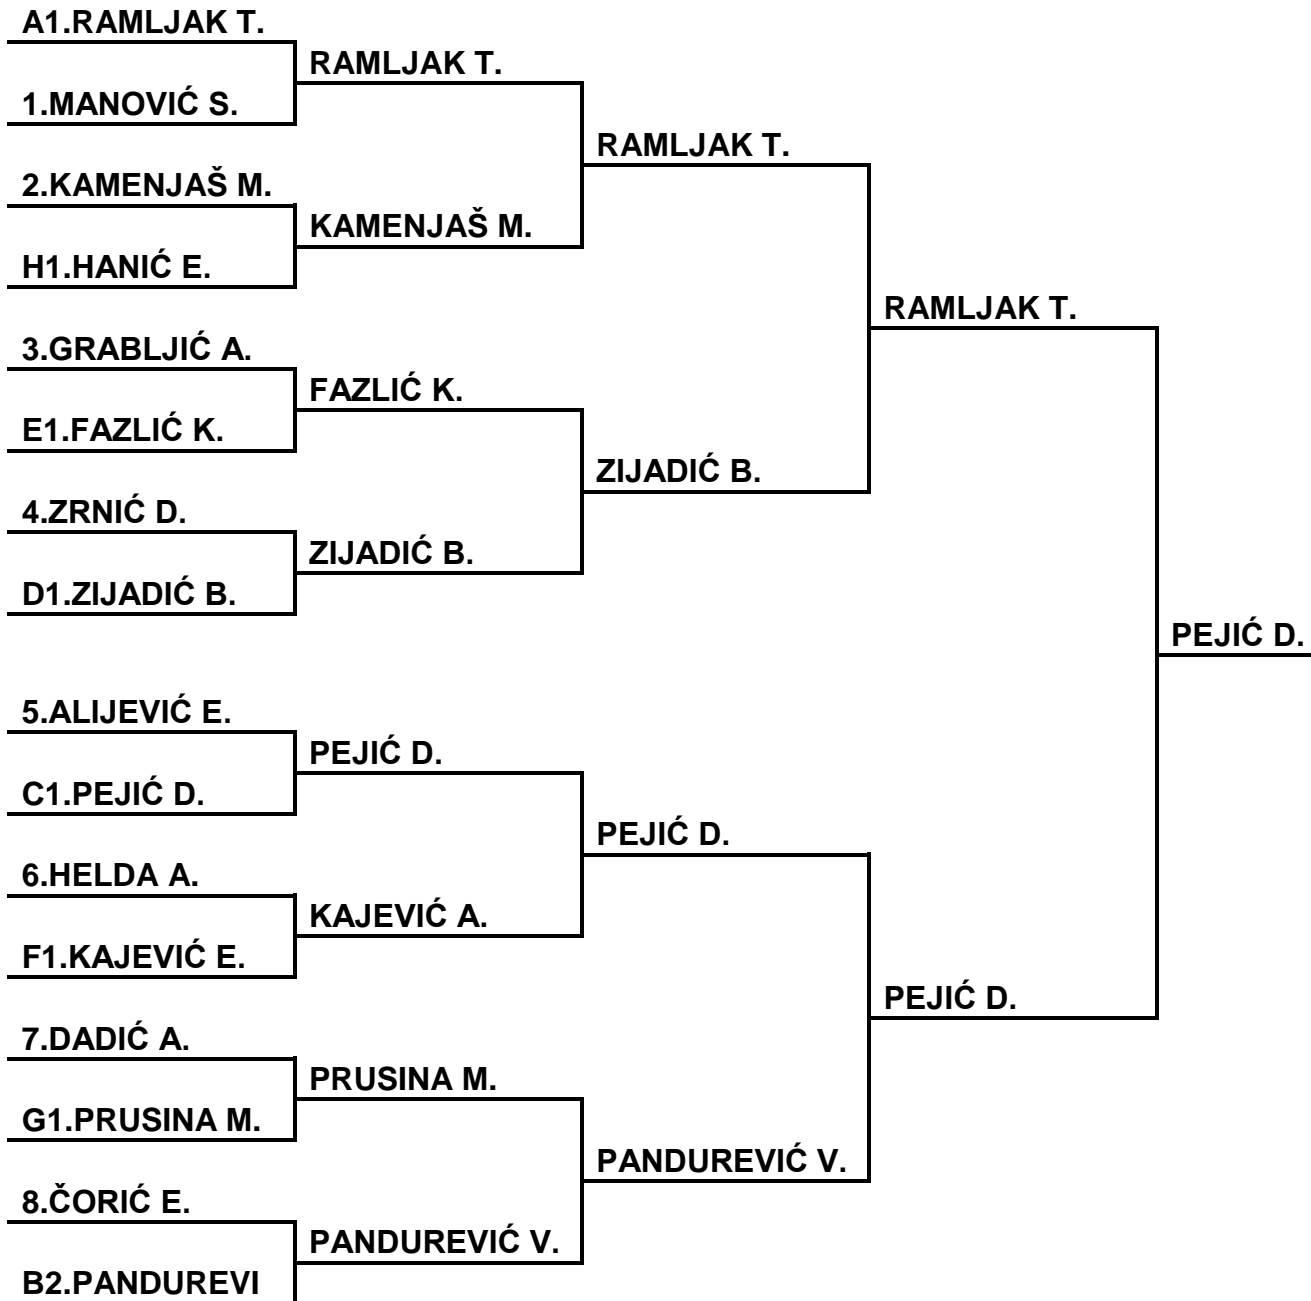 A1.RAMLJAK T.
RAMLJAK T.
1.MANOVIĆ S.
RAMLJAK T.
2.KAMENJAŠ M.
KAMENJAŠ M.
H1.HANIĆ E.
RAMLJAK T.
3.GRABLJIĆ A.
FAZLIĆ K.
E1.FAZLIĆ K.
ZIJADIĆ B.
4.ZRNIĆ D.
ZIJADIĆ B.
D1.ZIJADIĆ B.
PEJIĆ D.
5.ALIJEVIĆ E.
PEJIĆ D.
C1.PEJIĆ D.
PEJIĆ D.
6.HELDA A.
KAJEVIĆ A.
F1.KAJEVIĆ E.
PEJIĆ D.
7.DADIĆ A.
PRUSINA M.
G1.PRUSINA M.
PANDUREVIĆ V.
8.ČORIĆ E.
PANDUREVIĆ V.
B2.PANDUREVI